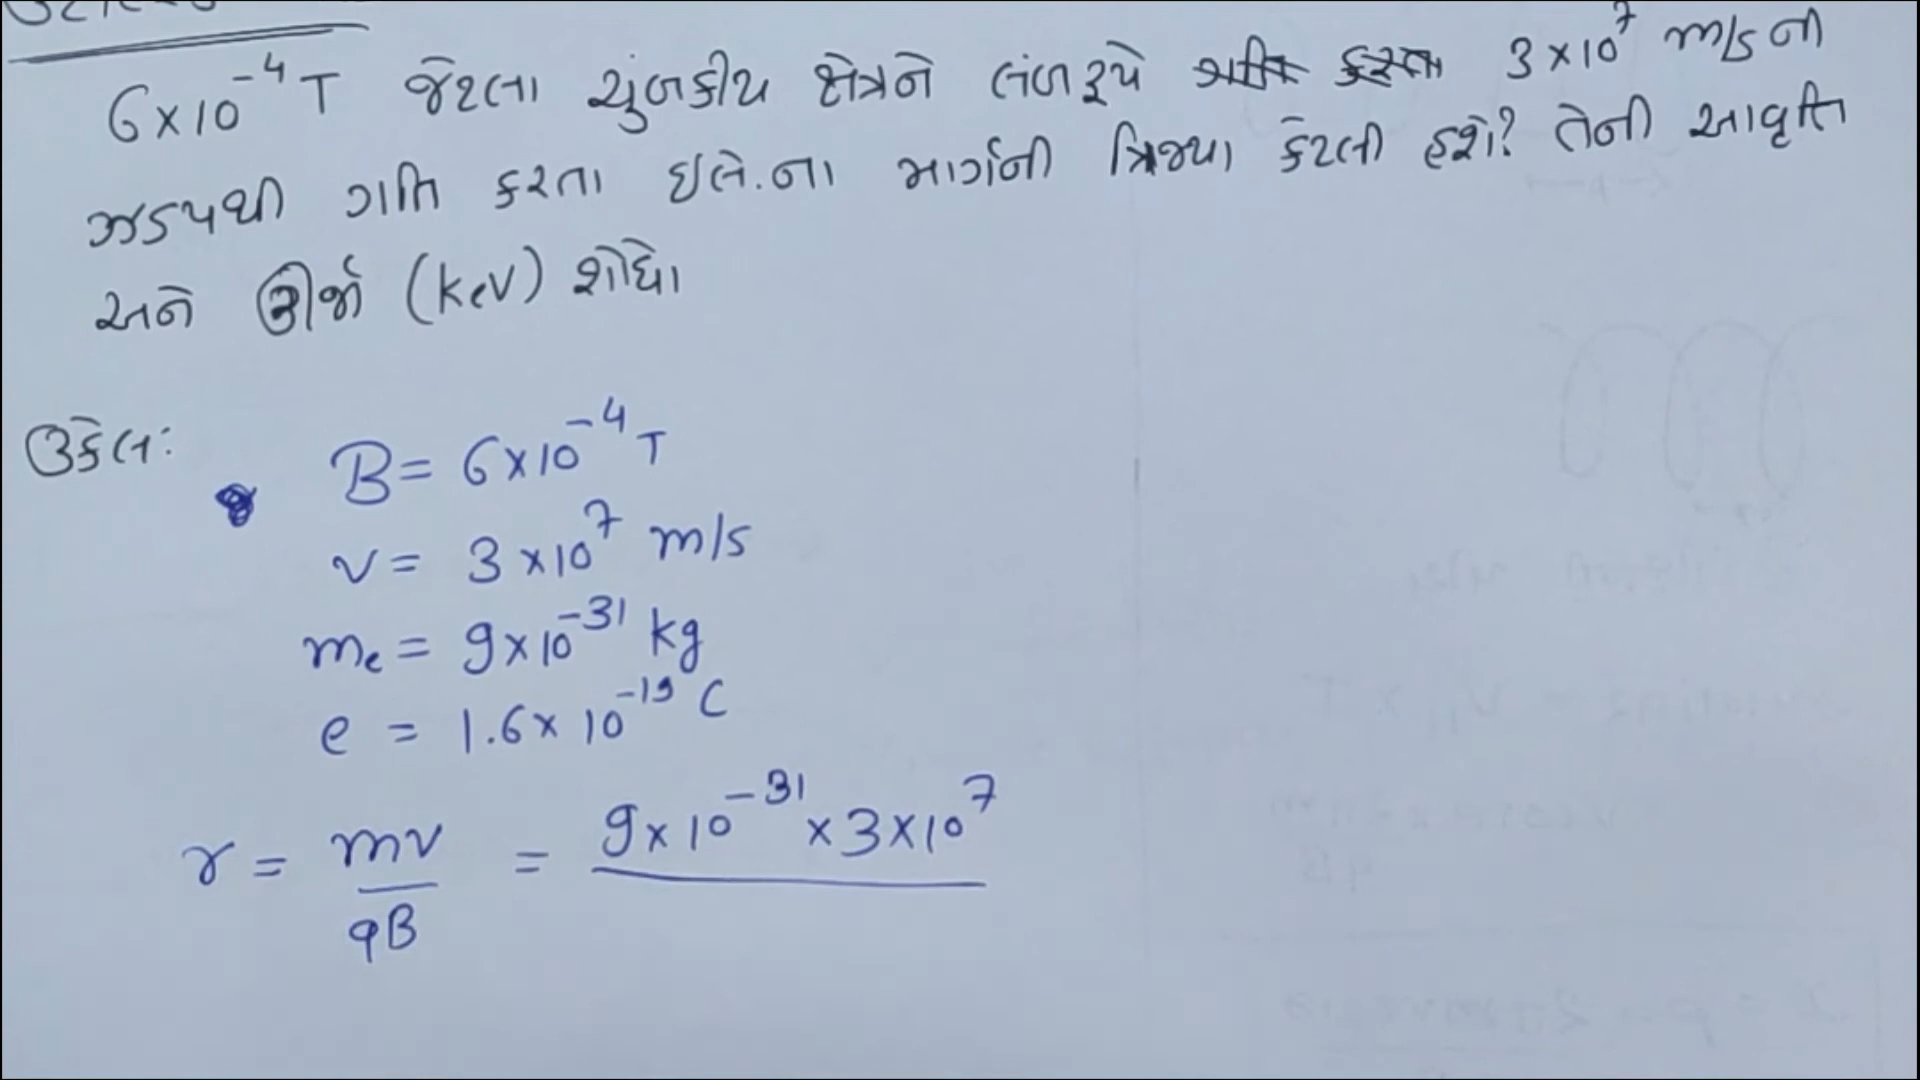 6×10⁻⁴ T જેટલા ચુંબકીય ક્ષેત્રને લંબરૂપે 3×10⁷ m/s ની
ઝડપથી ગતિ કરતા ઇલે.ના માર્ગની ત્રિજ્યા કેટલી હશે? તેની આવૃત્તિ
અને ઊર્જા (keV) શોધો
ઉકેલ:
B = 6×10⁻⁴ T
v = 3×10⁷ m/s
mₑ = 9×10⁻³¹ kg
e = 1.6×10⁻¹⁹ C
r = mv/qB = 9×10⁻³¹ × 3×10⁷